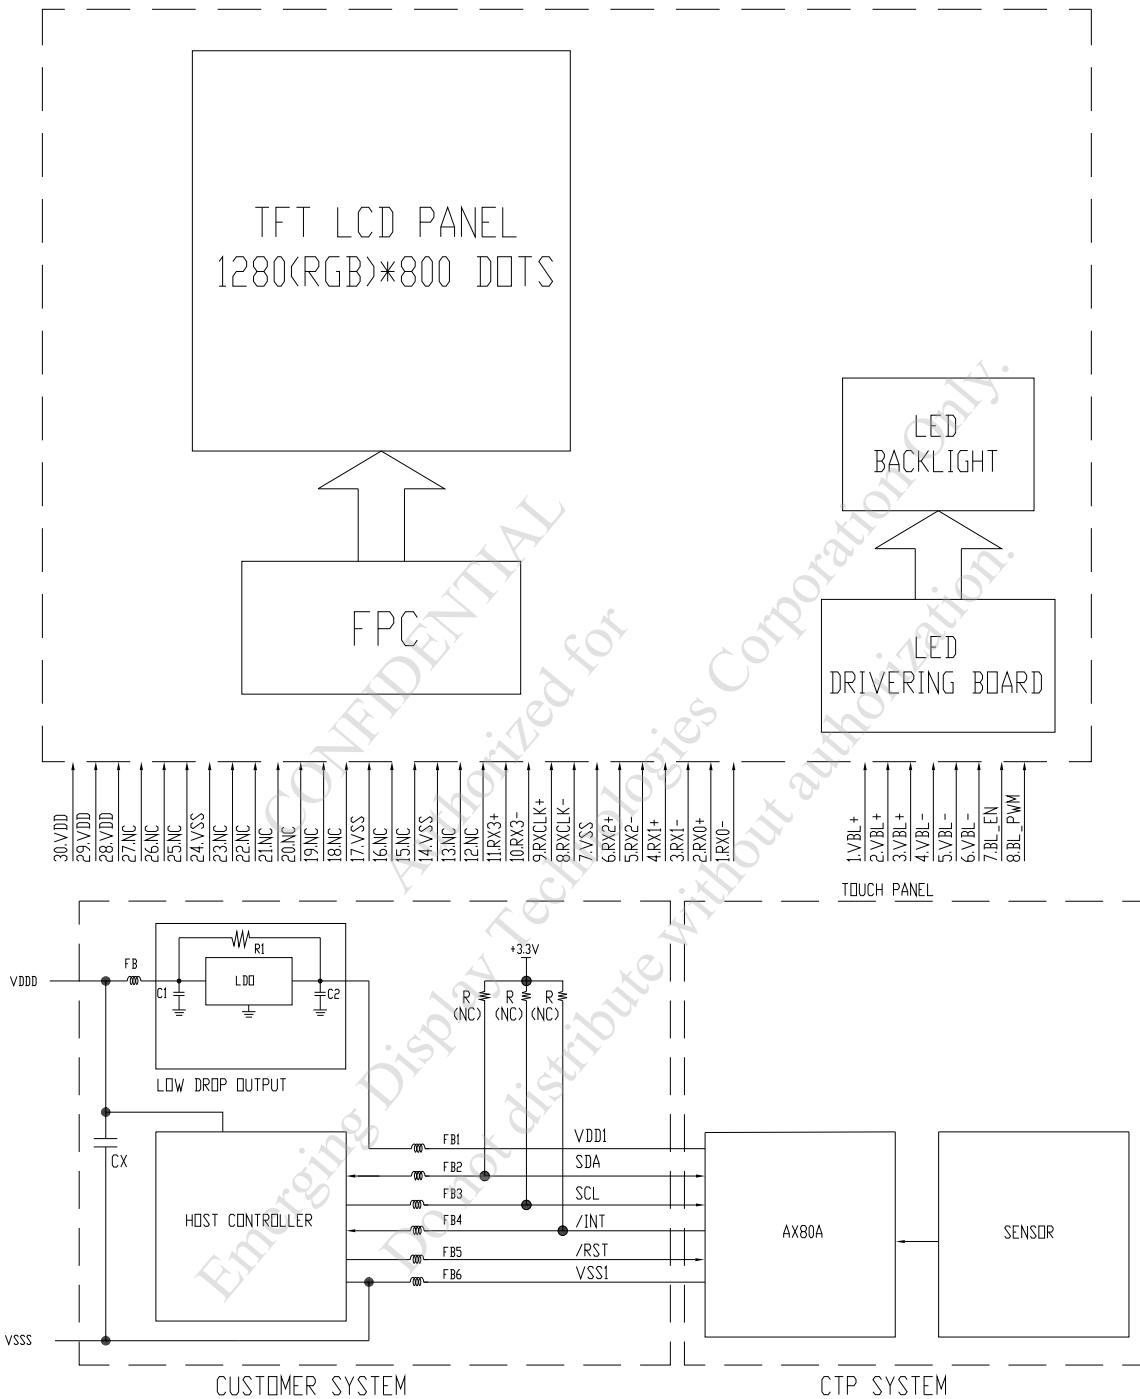 TFT LCD PANEL
1280(RGB)*800 DOTS
LED
BACKLIGHT
FPC
LED
DRIVERING BOARD
30.VDD
29.VDD
28.VDD
27.NC
26.NC
25.NC
24.VSS
23.NC
22.NC
21.NC
20.NC
19.NC
18.NC
17.VSS
16.NC
15.NC
14.VSS
13.NC
12.NC
11.RX3+
10.RX3-
9.RXCLK+
8.RXCLK-
7.VSS
6.RX2+
5.RX2-
4.RX1+
3.RX1-
2.RX0+
1.RX0-
1.VBL+
2.VBL+
3.VBL+
4.VBL-
5.VBL-
6.VBL-
7.BL_EN
8.BL_PWM
TOUCH PANEL
VDDD
FB
R1
LDO
C1
C2
LOW DROP OUTPUT
+3.3V
R
(NC)
R
(NC)
R
(NC)
CX
HOST CONTROLLER
FB1
VDD1
FB2
SDA
FB3
SCL
FB4
/INT
FB5
/RST
FB6
VSS1
AX80A
SENSOR
VSSS
CUSTOMER SYSTEM
CTP SYSTEM
CONFIDENTIAL
Authorized for
Emerging Display Technologies Corporation Only.
Do not distribute without authorization.